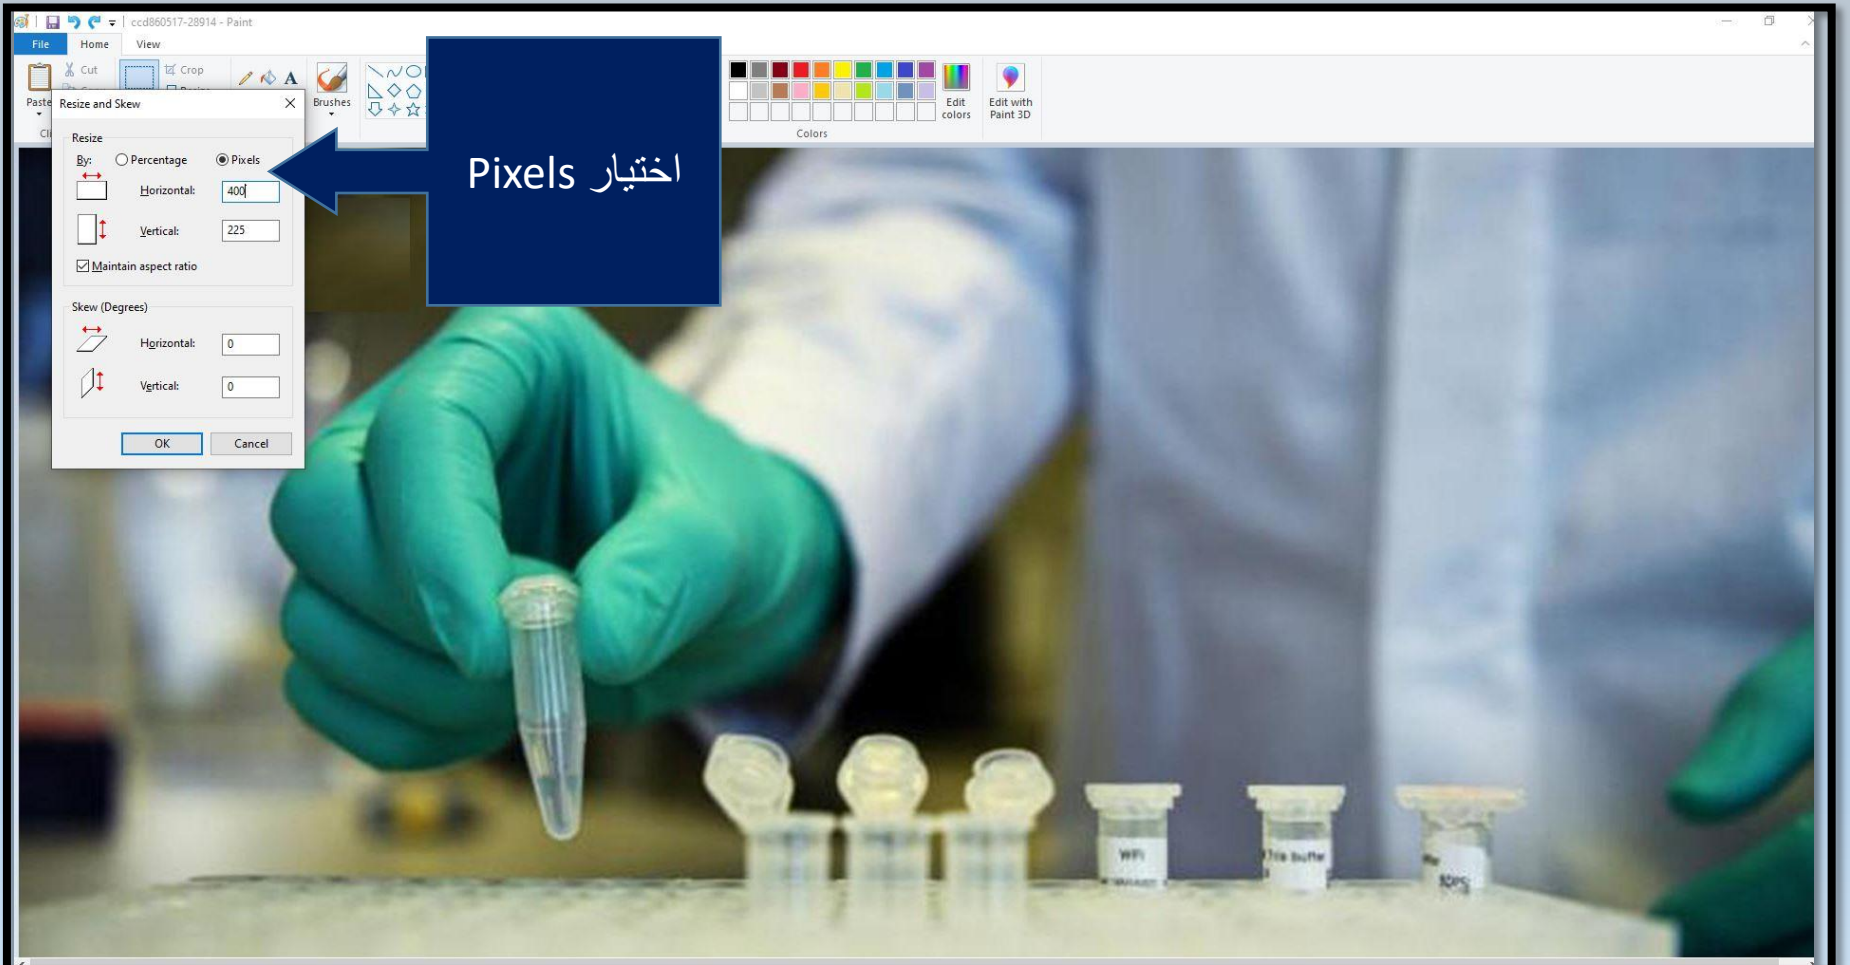 ccd860517-28914 - Paint
File Home View
Cut
Crop
Paste
Brushes
Edit colors
Edit with Paint 3D
Colors
Resize and Skew
Resize
By: Percentage Pixels
Horizontal: 400
Vertical: 225
Maintain aspect ratio
Skew (Degrees)
Horizontal: 0
Vertical: 0
OK Cancel
اختيار Pixels
WFI